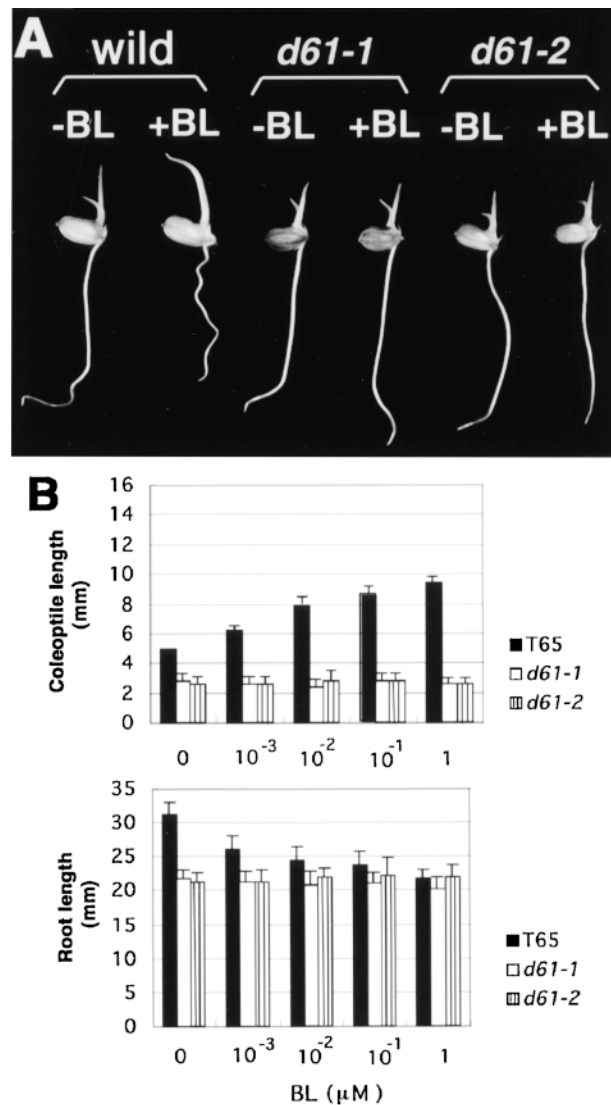 A
wild d61-1 d61-2
-BL +BL -BL +BL -BL +BL
B
Coleoptile length
(mm)
16
14
12
10
8
6
4
2
0
0 10⁻³ 10⁻² 10⁻¹ 1
T65
d61-1
d61-2
Root length
(mm)
35
30
25
20
15
10
5
0
0 10⁻³ 10⁻² 10⁻¹ 1
BL (μM)
T65
d61-1
d61-2